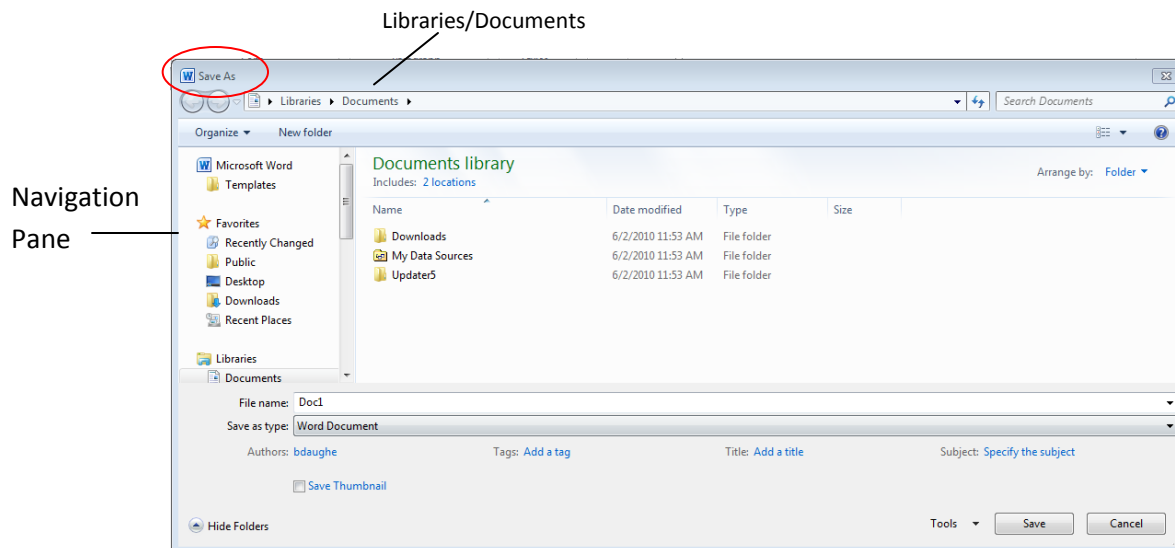 Libraries/Documents
Save As
Libraries Documents
Search Documents
Organize New folder
Navigation
Pane
Microsoft Word
Templates
Favorites
Recently Changed
Public
Desktop
Downloads
Recent Places
Libraries
Documents
Documents library
Includes: 2 locations
Arrange by: Folder
Name Date modified Type Size
Downloads 6/2/2010 11:53 AM File folder
My Data Sources 6/2/2010 11:53 AM File folder
Updater5 6/2/2010 11:53 AM File folder
File name: Doc1
Save as type: Word Document
Authors: bdaughe Tags: Add a tag Title: Add a title Subject: Specify the subject
Save Thumbnail
Hide Folders
Tools Save Cancel